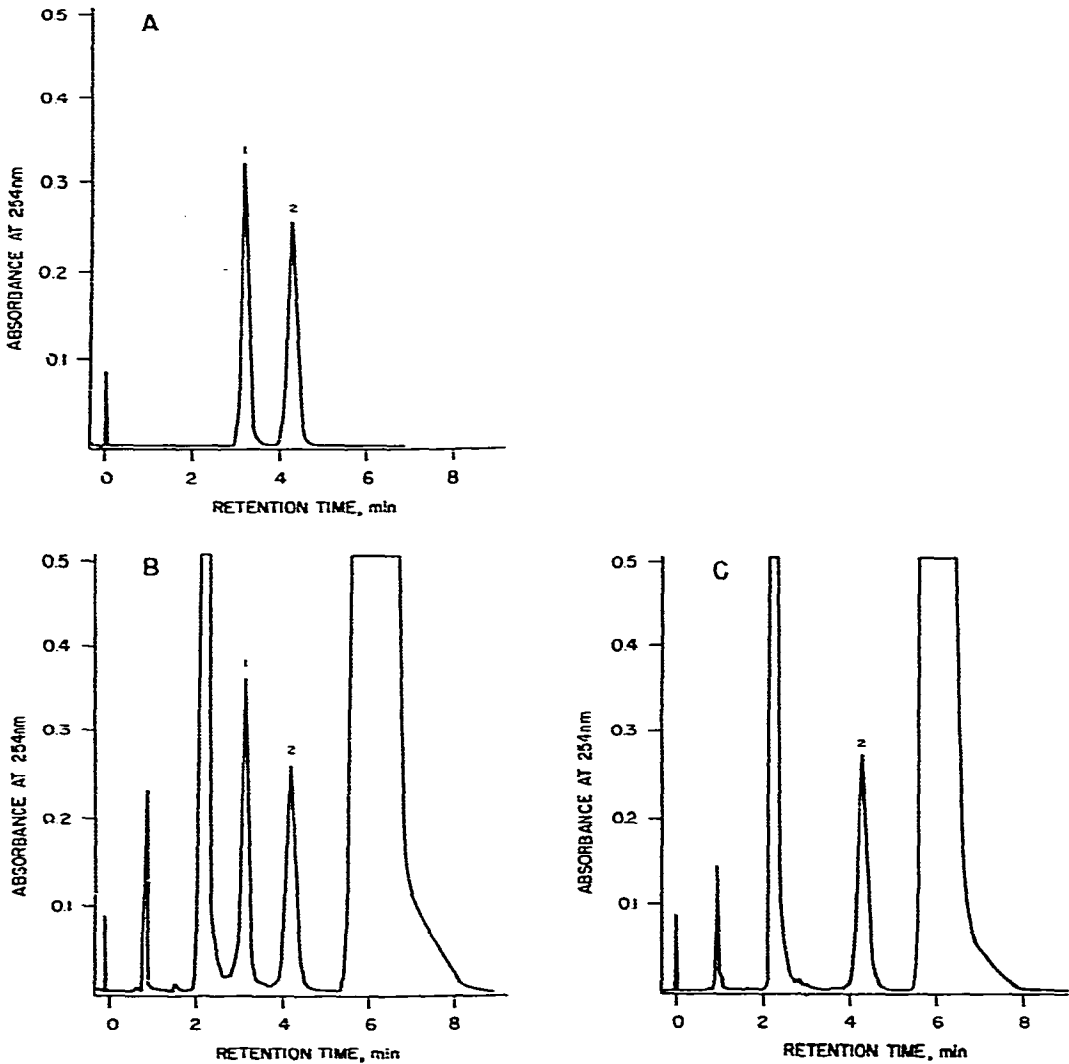 A
0.5
0.4
0.3
0.2
0.1
ABSORBANCE AT 254nm
1
2
0 2 4 6 8
RETENTION TIME, min
B
0.5
0.4
0.3
0.2
0.1
ABSORBANCE AT 254nm
1
2
0 2 4 6 8
RETENTION TIME, min
C
0.5
0.4
0.3
0.2
0.1
ABSORBANCE AT 254nm
2
0 2 4 6 8
RETENTION TIME, min